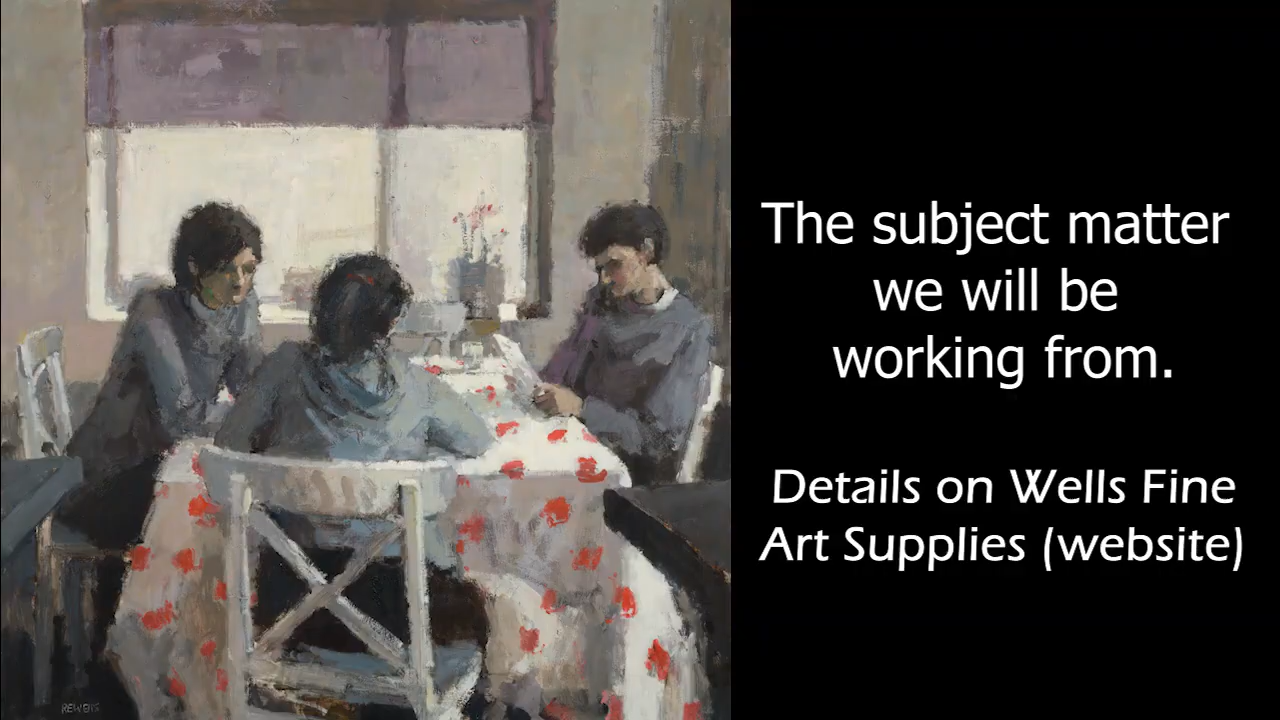 The subject matter
we will be
working from.
Details on Wells Fine
Art Supplies (website)